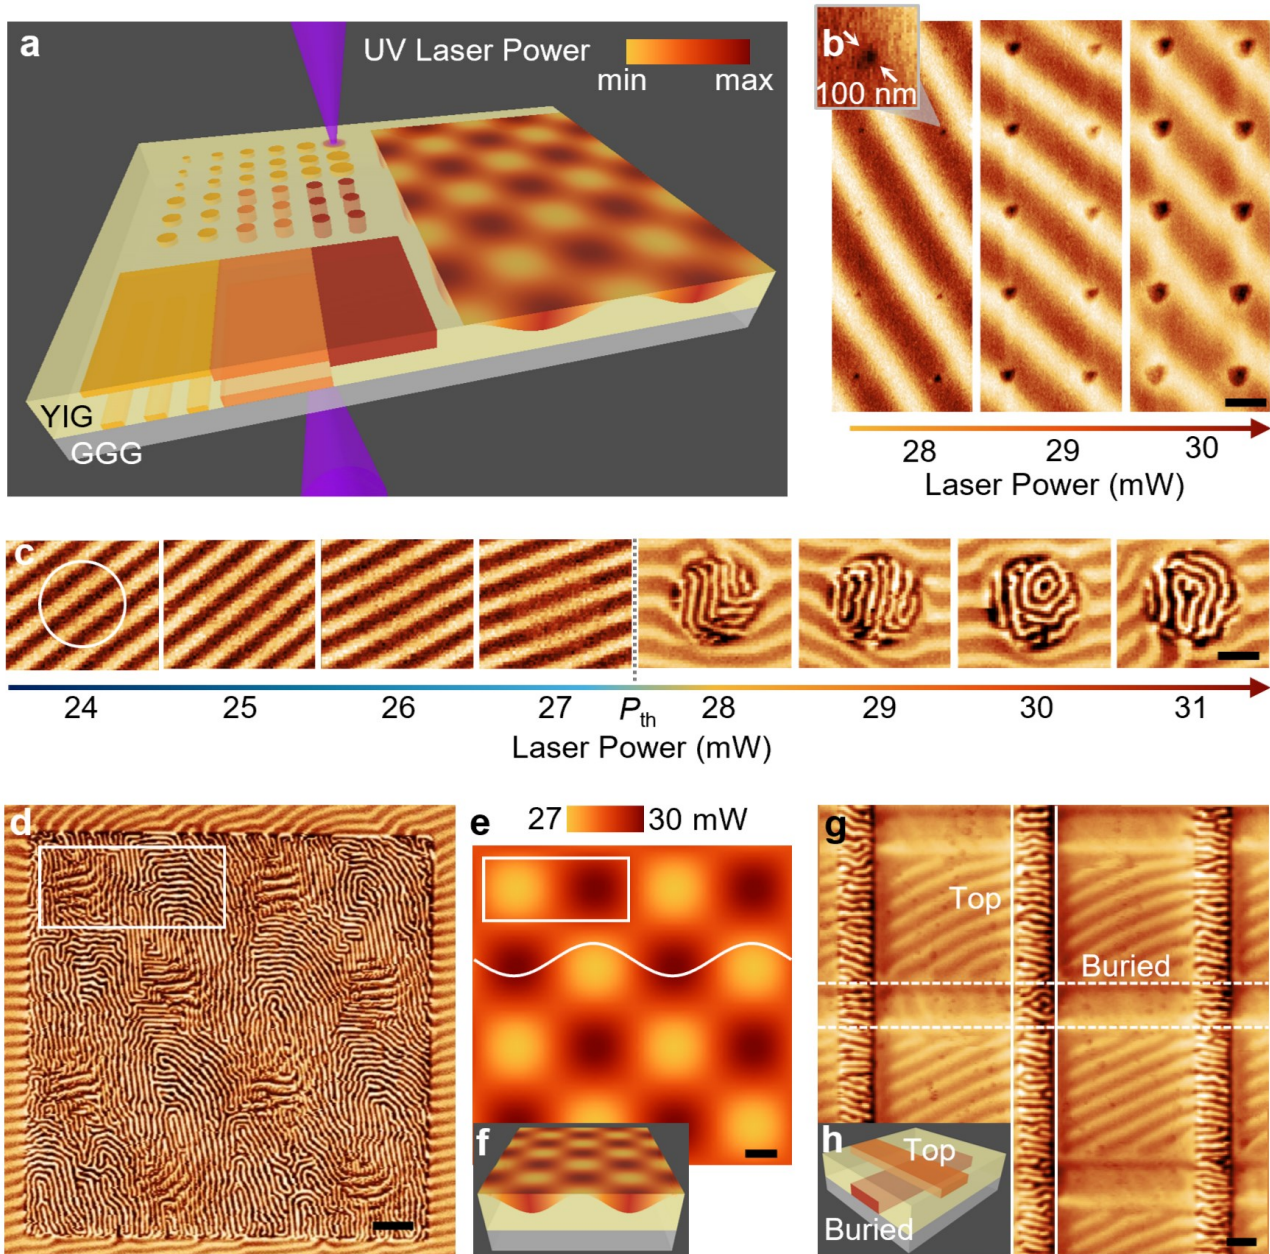 a
UV Laser Power
min max
YIG
GGG
b
100 nm
28 29 30
Laser Power (mW)
c
24 25 26 27 Pth 28 29 30 31
Laser Power (mW)
d
e
27 30 mW
f
g
Top
Buried
h
Top
Buried